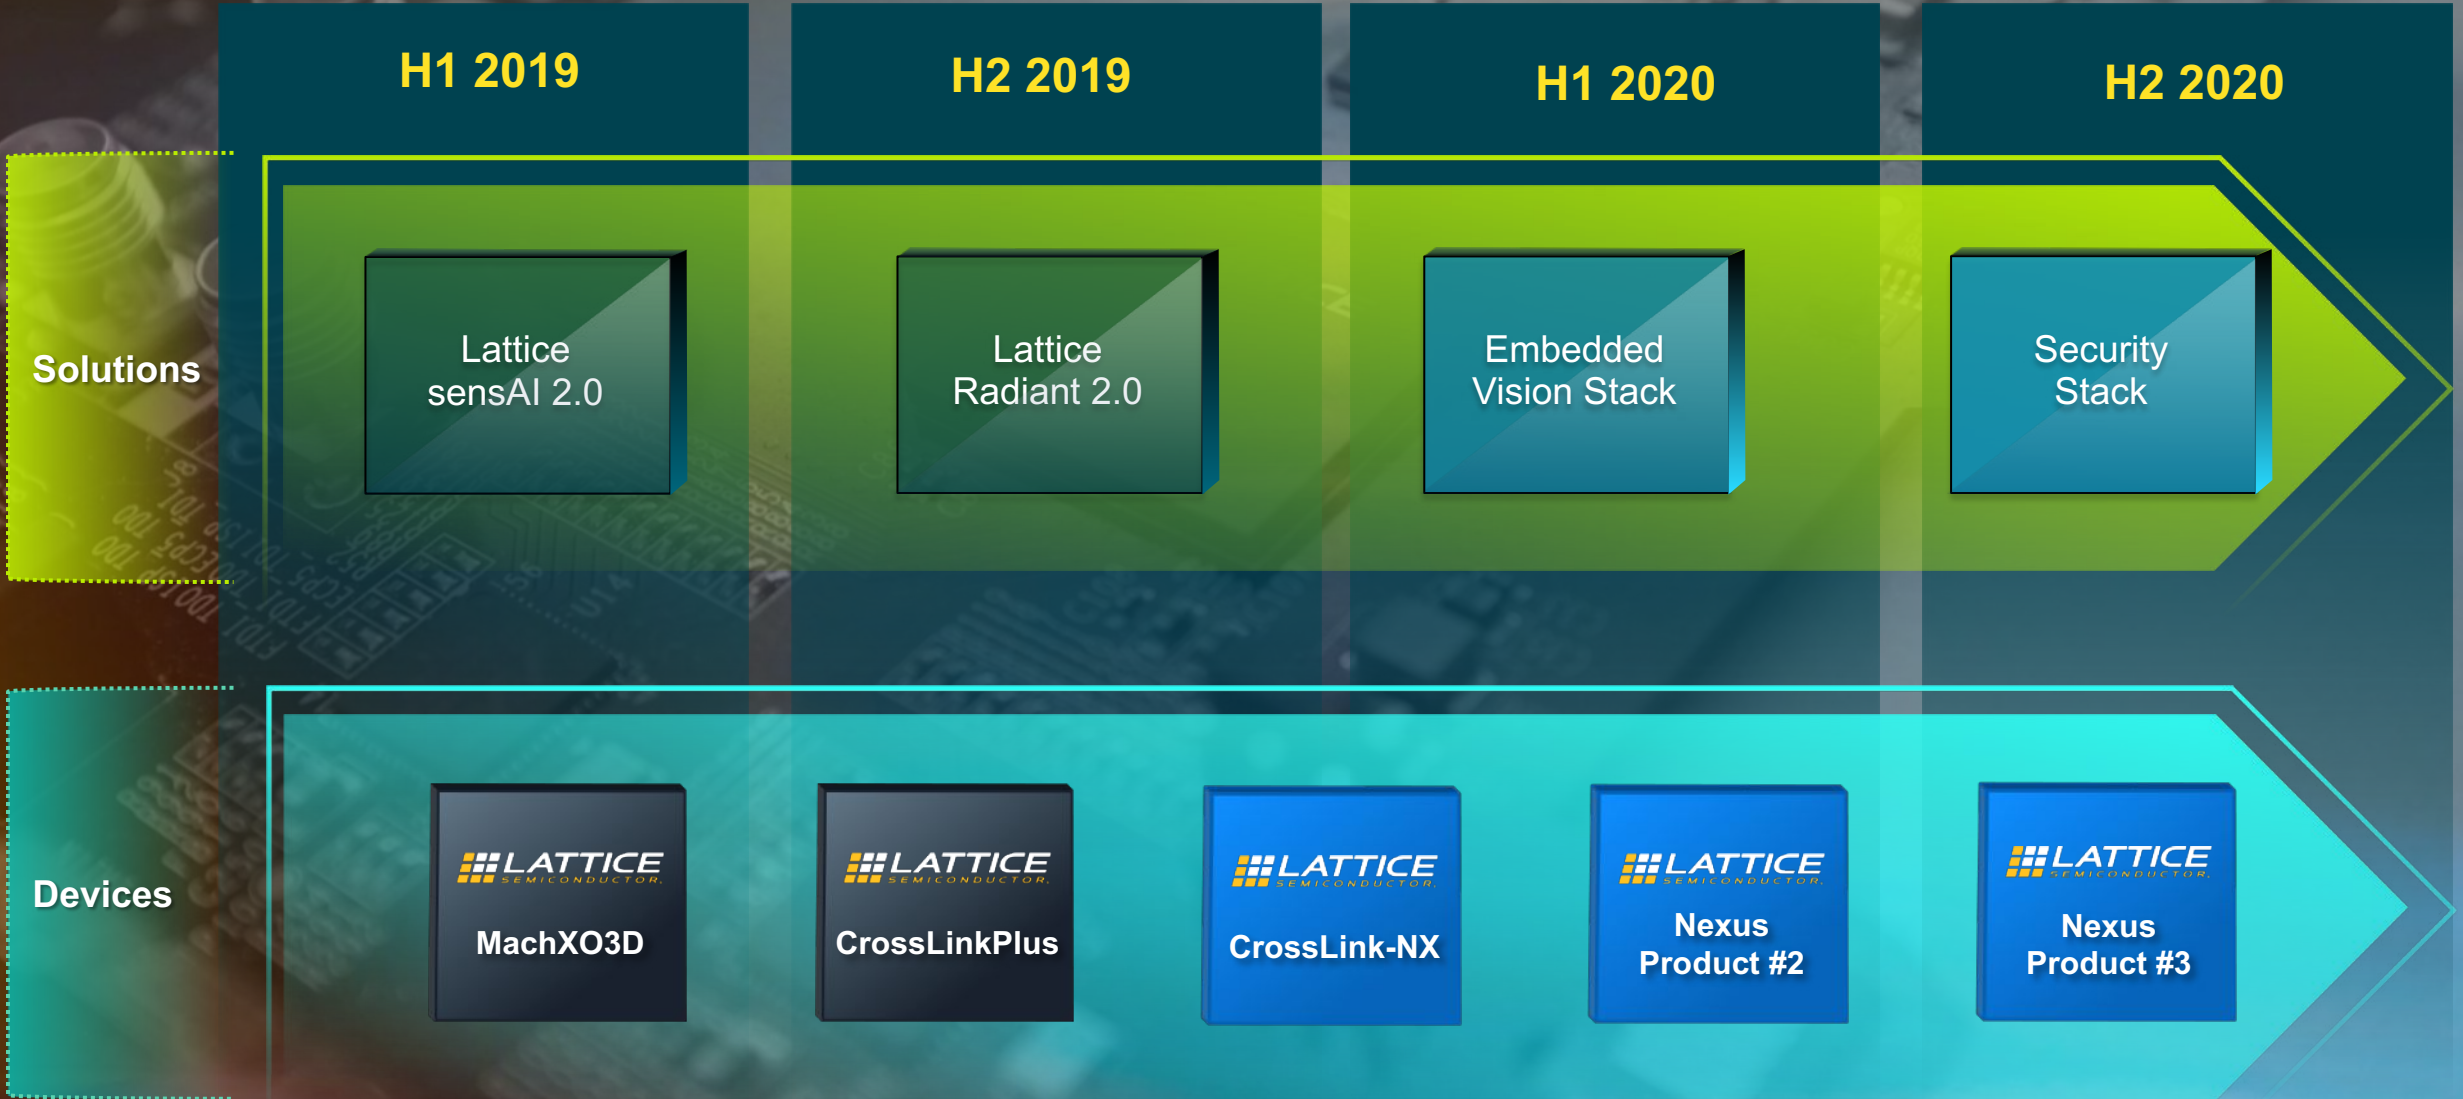 H1 2019
H2 2019
H1 2020
H2 2020
Solutions
Lattice
sensAI 2.0
Lattice
Radiant 2.0
Embedded
Vision Stack
Security
Stack
Devices
LATTICE
SEMICONDUCTOR.
MachXO3D
LATTICE
SEMICONDUCTOR.
CrossLinkPlus
LATTICE
SEMICONDUCTOR.
CrossLink-NX
LATTICE
SEMICONDUCTOR.
Nexus
Product #2
LATTICE
SEMICONDUCTOR.
Nexus
Product #3